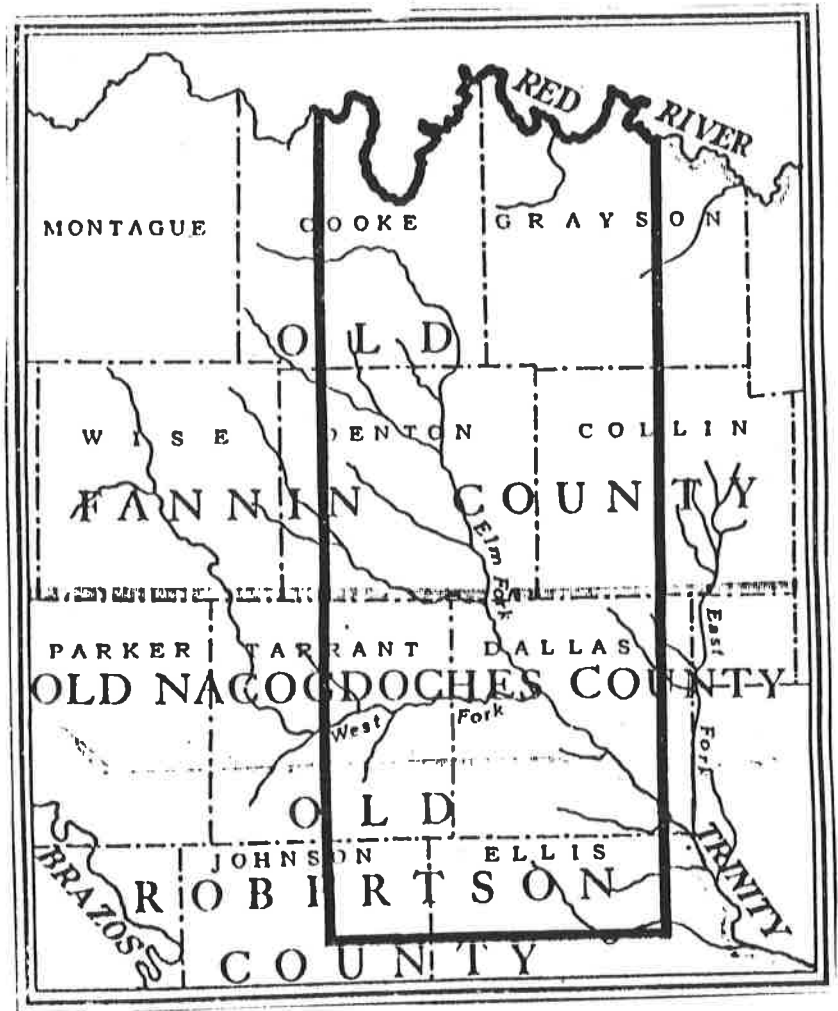 RED RIVER
MONTAGUE COOKE GRAYSON
OLD
WISE DENTON COLLIN
FANNIN COUNTY
Elm Fork
East Fork
PARKER TARRANT DALLAS
OLD NACOGDOCHES COUNTY
West Fork
OLD
JOHNSON ELLIS
ROBERTSON
COUNTY
BRAZOS
TRINITY